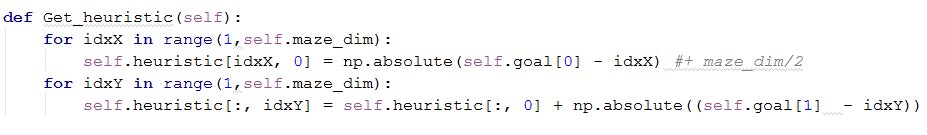 def Get_heuristic(self):
    for idxX in range(1,self.maze_dim):
        self.heuristic[idxX, 0] = np.absolute(self.goal[0] - idxX) #+ maze_dim/2
    for idxY in range(1,self.maze_dim):
        self.heuristic[:, idxY] = self.heuristic[:, 0] + np.absolute((self.goal[1]  - idxY))